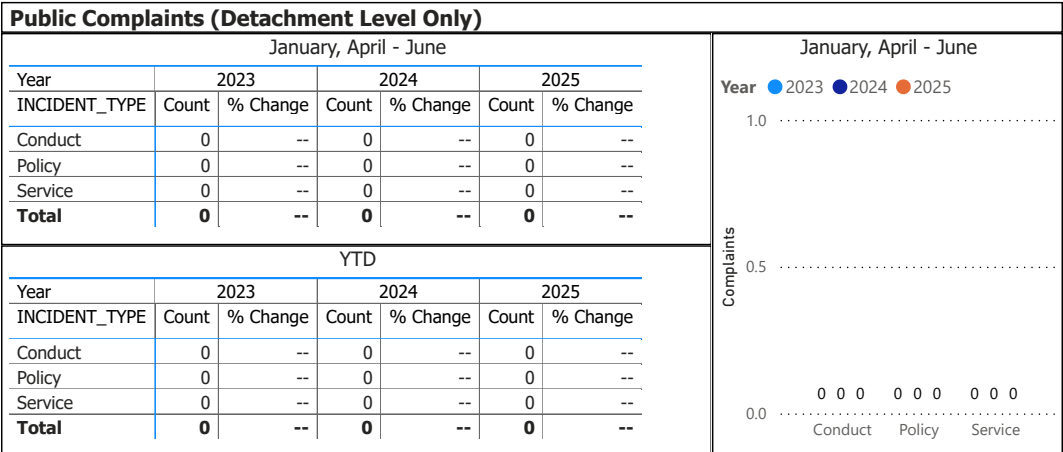 Public Complaints (Detachment Level Only)
January, April - June
Year 2023 2024 2025
INCIDENT_TYPE Count % Change Count % Change Count % Change
Conduct 0 -- 0 -- 0 --
Policy 0 -- 0 -- 0 --
Service 0 -- 0 -- 0 --
Total 0 -- 0 -- 0 --
YTD
Year 2023 2024 2025
INCIDENT_TYPE Count % Change Count % Change Count % Change
Conduct 0 -- 0 -- 0 --
Policy 0 -- 0 -- 0 --
Service 0 -- 0 -- 0 --
Total 0 -- 0 -- 0 --
January, April - June
Year 2023 2024 2025
1.0
Complaints
0.5
0 0 0 0 0 0 0 0 0
0.0
Conduct Policy Service